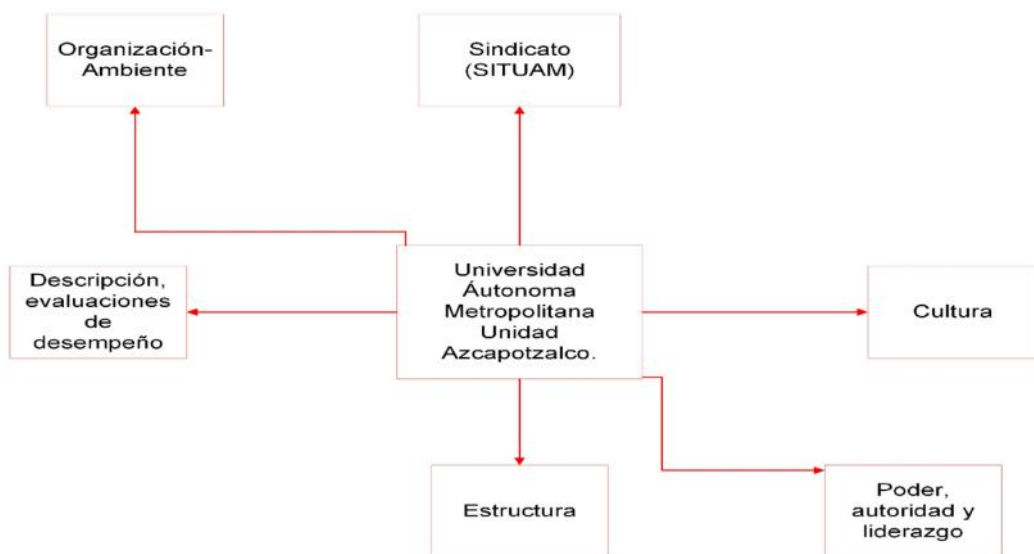 Organización-
Ambiente
Sindicato
(SITUAM)
Descripción,
evaluaciones
de
desempeño
Universidad
Áutonoma
Metropolitana
Unidad
Azcapotzalco.
Cultura
Estructura
Poder,
autoridad y
liderazgo